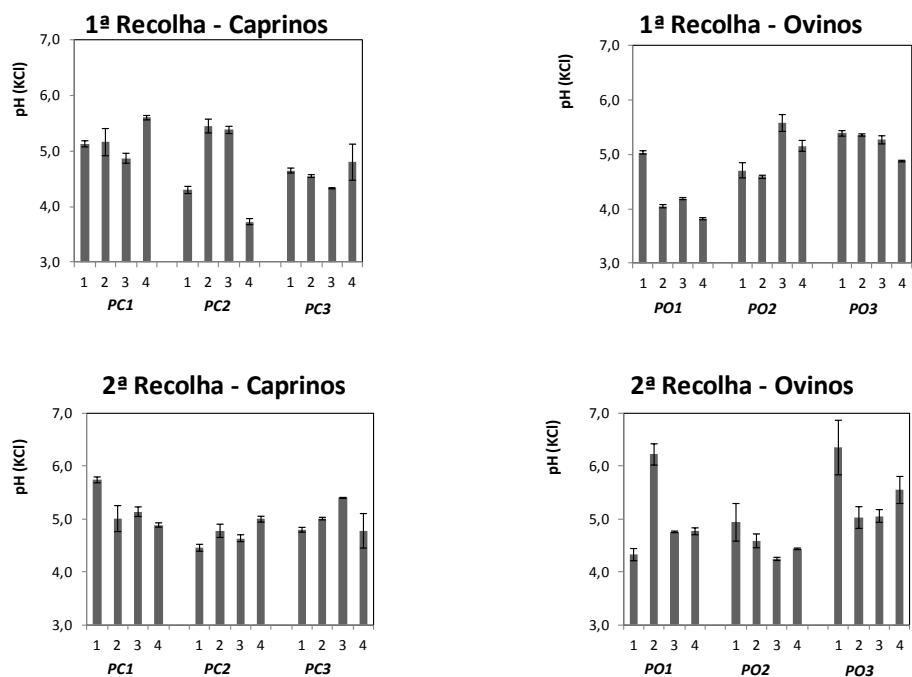 1ª Recolha - Caprinos
pH (KCl)
7,0
6,0
5,0
4,0
3,0
1 2 3 4 1 2 3 4 1 2 3 4
PC1 PC2 PC3
1ª Recolha - Ovinos
pH (KCl)
7,0
6,0
5,0
4,0
3,0
1 2 3 4 1 2 3 4 1 2 3 4
PO1 PO2 PO3
2ª Recolha - Caprinos
pH (KCl)
7,0
6,0
5,0
4,0
3,0
1 2 3 4 1 2 3 4 1 2 3 4
PC1 PC2 PC3
2ª Recolha - Ovinos
pH (KCl)
7,0
6,0
5,0
4,0
3,0
1 2 3 4 1 2 3 4 1 2 3 4
PO1 PO2 PO3